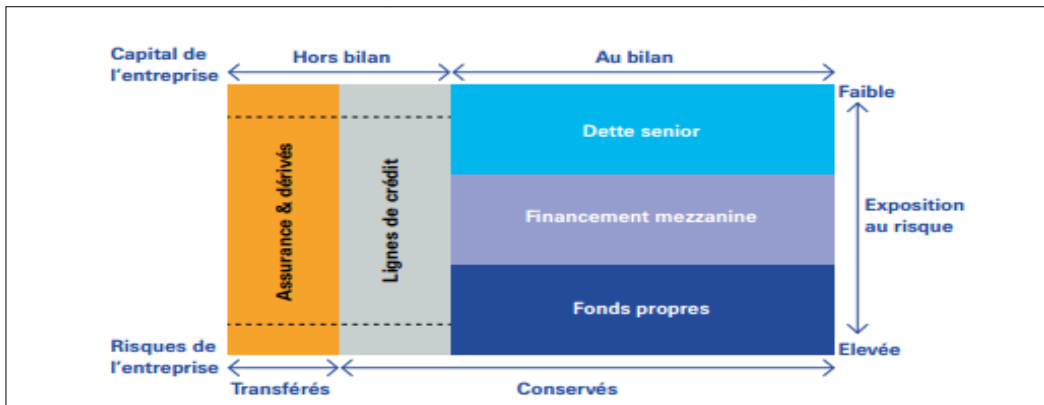 Capital de
l'entreprise
Hors bilan
Au bilan
Faible
Assurance & dérivés
Lignes de crédit
Dette senior
Financement mezzanine
Fonds propres
Exposition
au risque
Elevée
Risques de
l'entreprise
Transférés
Conservés